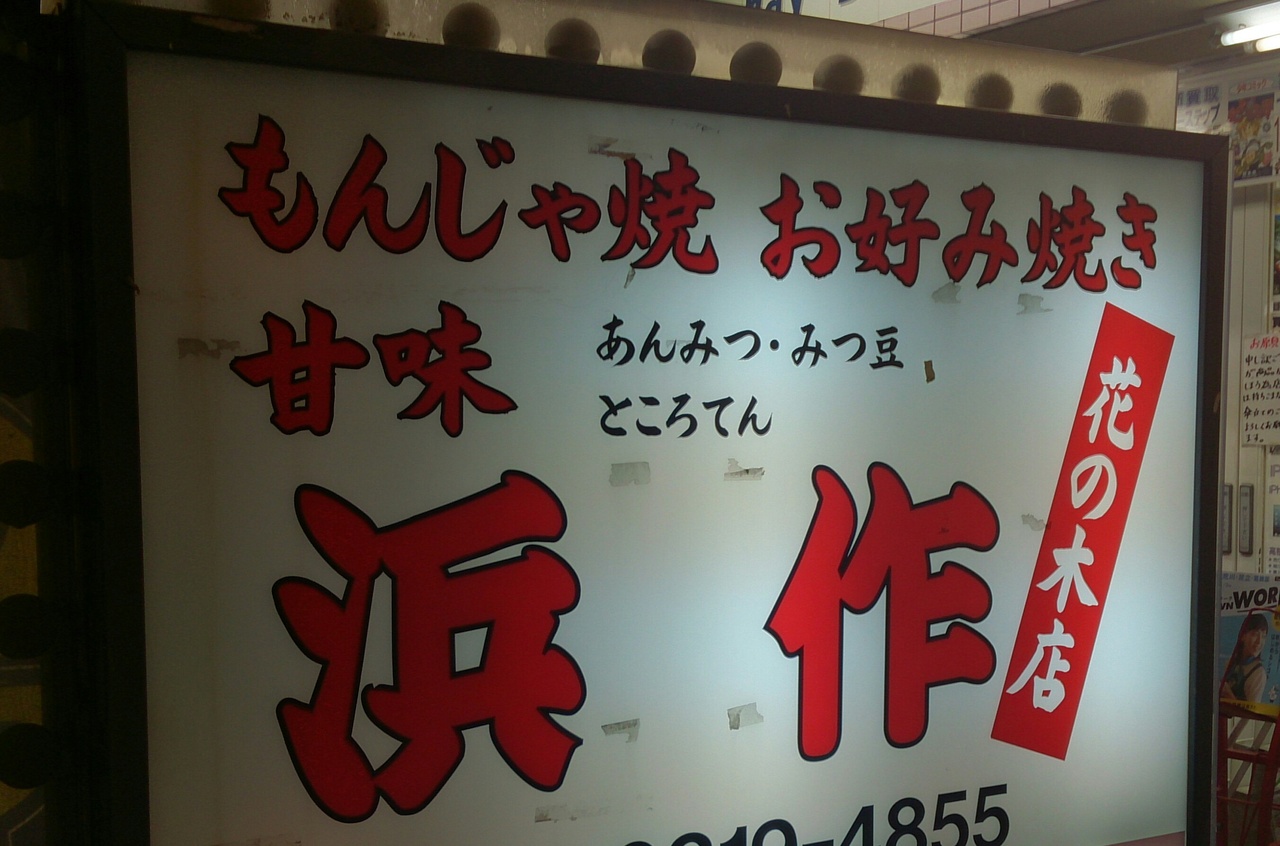 もんじゃ焼 お好み焼き
甘味
あんみつ・みつ豆
ところてん
浜作
花の木店
-4855